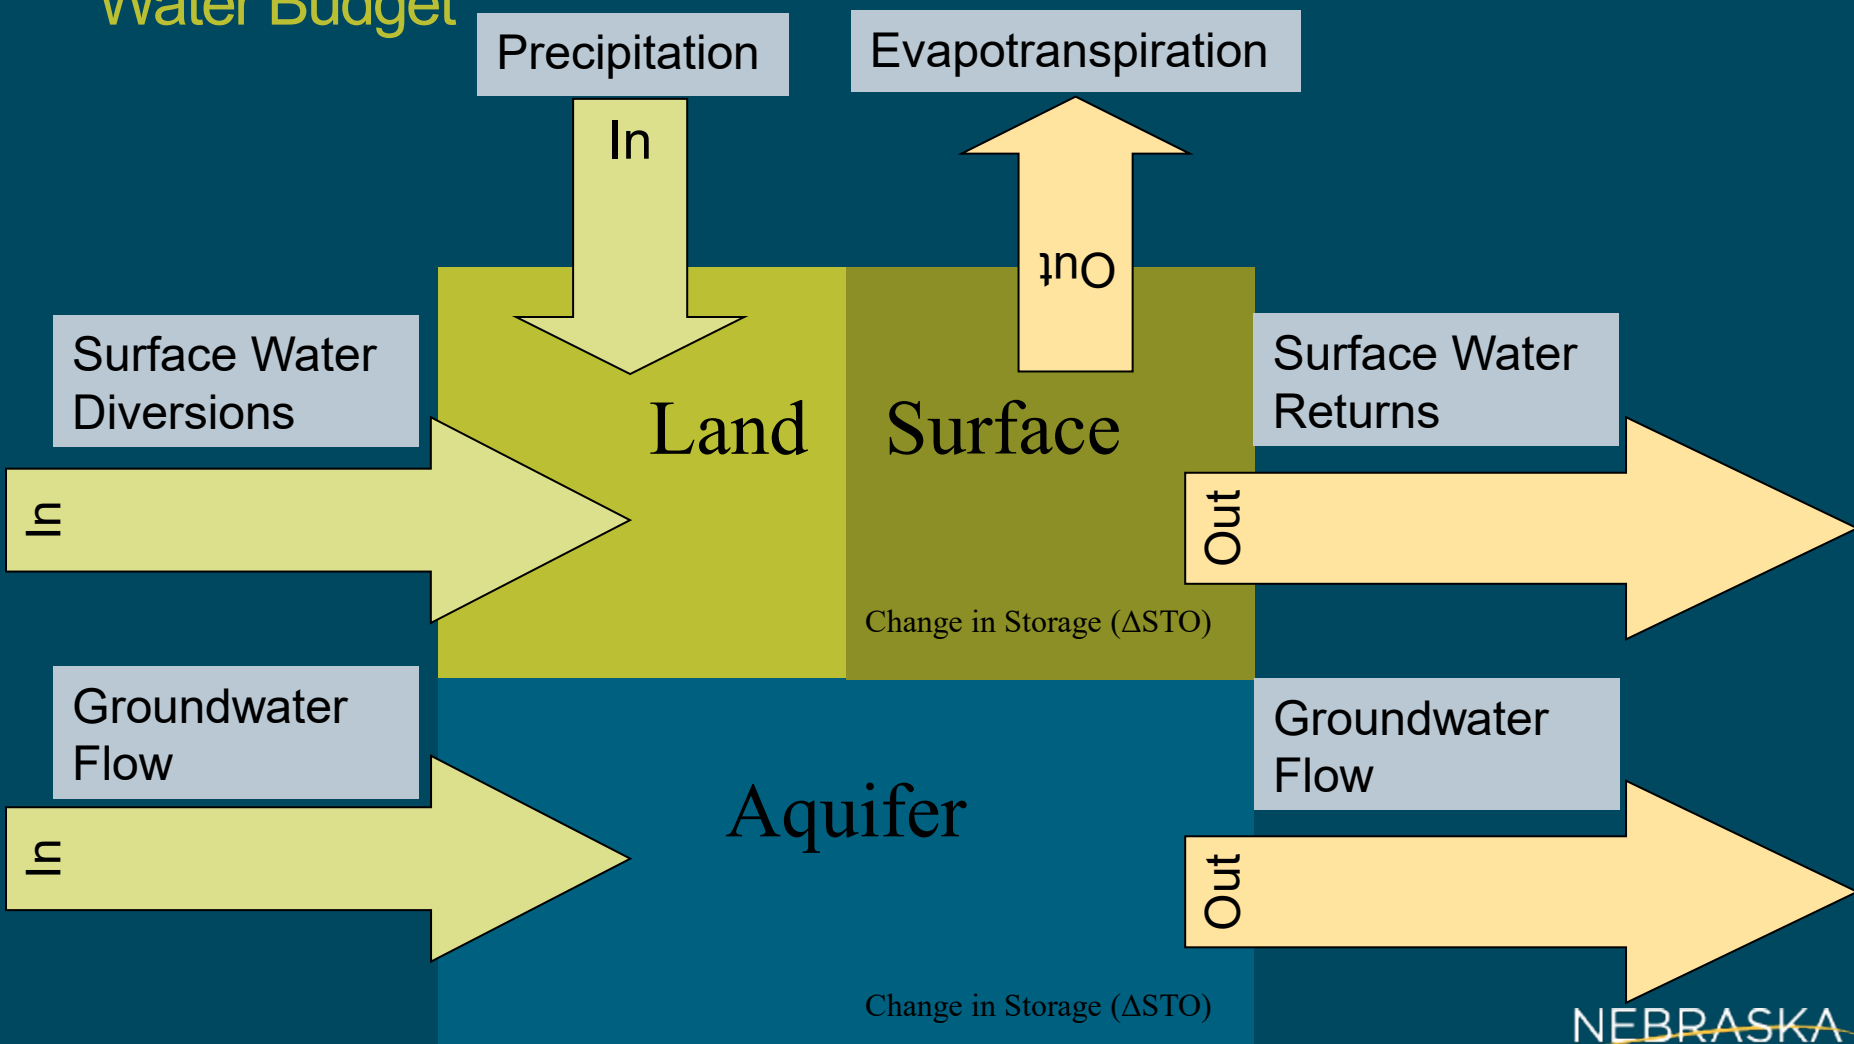 Water Budget
Precipitation
Evapotranspiration
In
Out
Surface Water
Diversions
Surface Water
Returns
Land
Surface
In
Out
Change in Storage (ΔSTO)
Groundwater
Flow
Groundwater
Flow
Aquifer
In
Out
Change in Storage (ΔSTO)
NEBRASKA